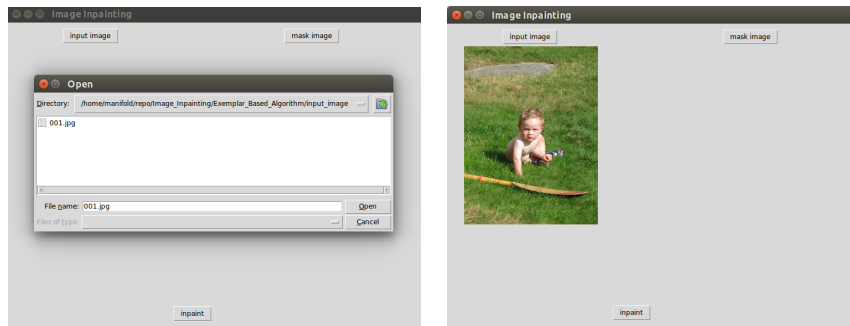 Image Inpainting
input image mask image
Open
Directory: /home/manifold/repo/Image_Inpainting/Exemplar_Based_Algorithm/input_image
001.jpg
File name: 001.jpg Open
Files of type: Cancel
inpaint
Image Inpainting
input image mask image
inpaint